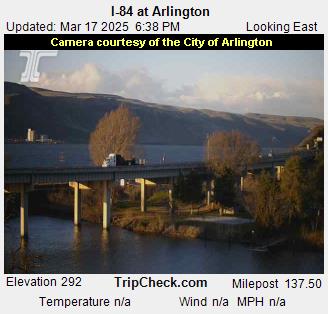 I-84 at Arlington
Updated: Mar 17 2025 6:38 PM Looking East
Camera courtesy of the City of Arlington
Elevation 292 TripCheck.com Milepost 137.50
Temperature n/a Wind n/a MPH n/a